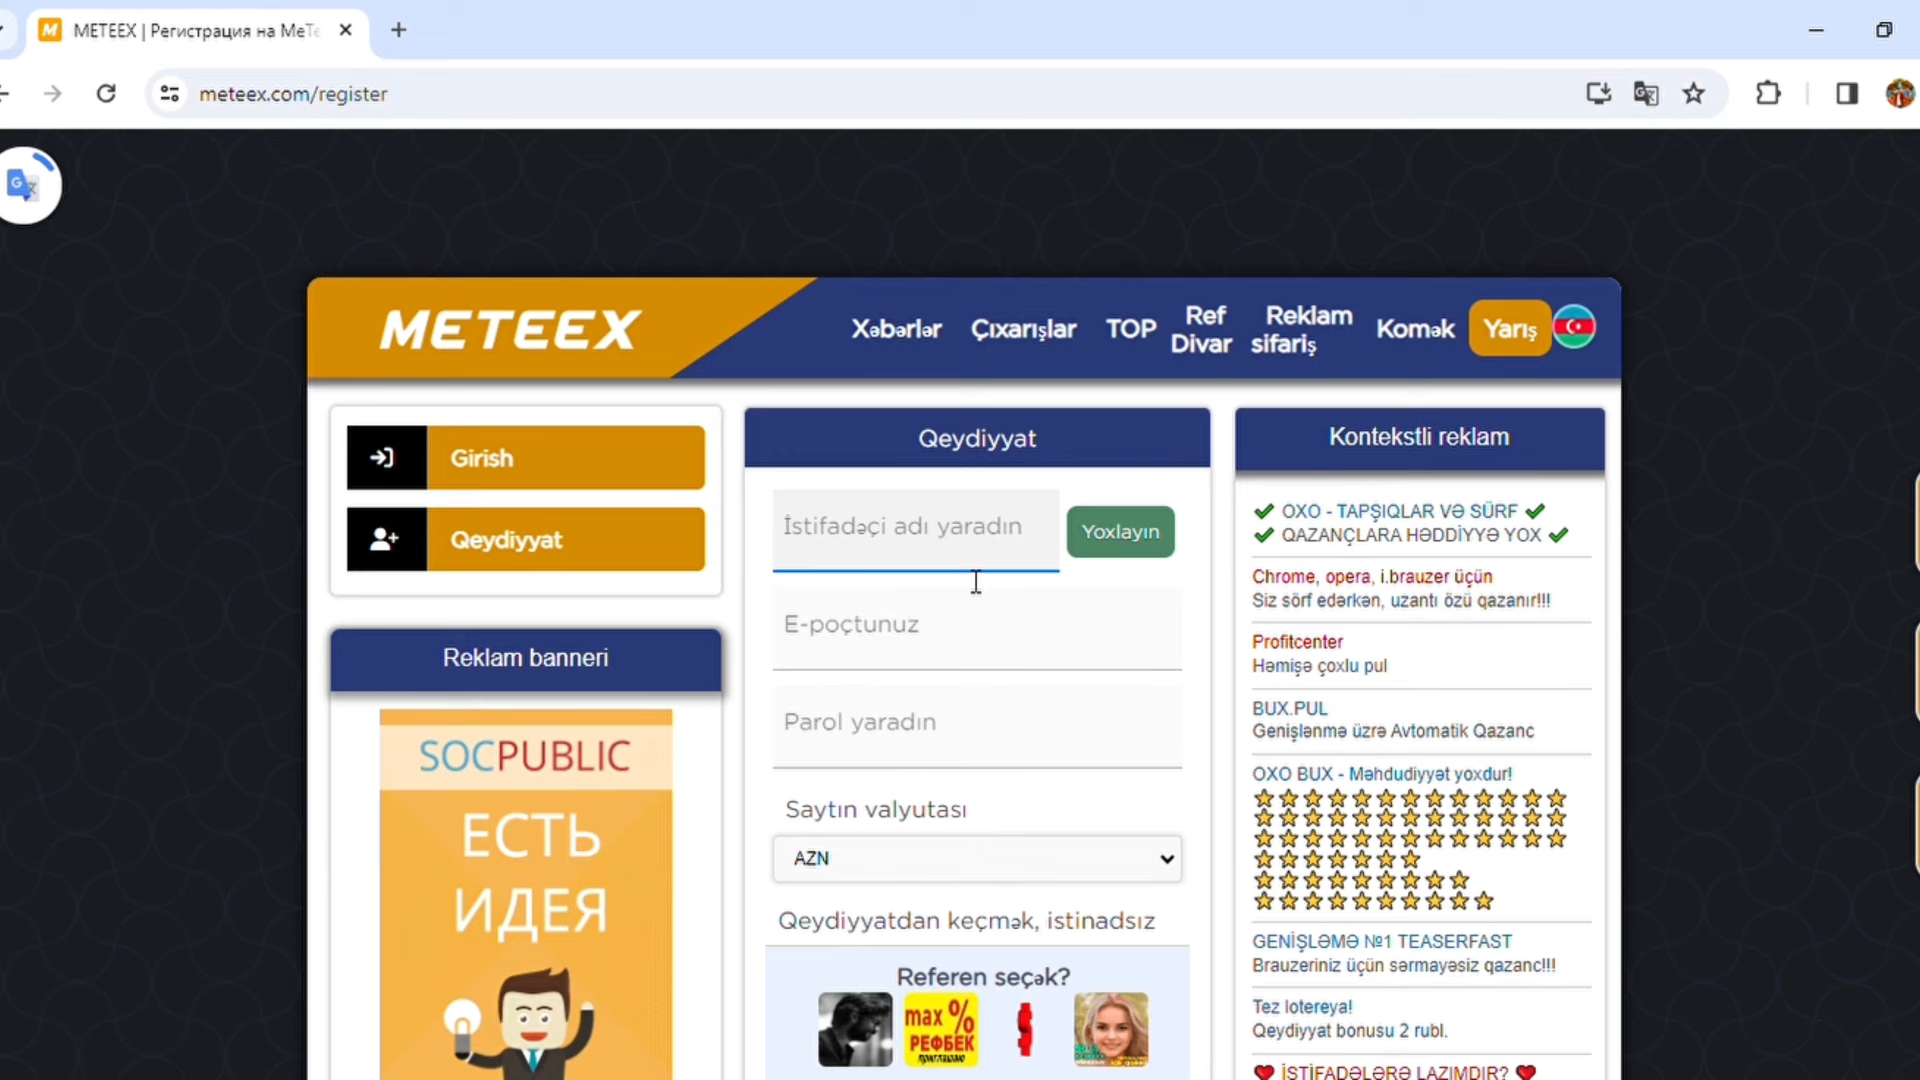 METEEX | Регистрация на МеТе
meteex.com/register
METEEX
Xəbərlər
Çıxarışlar
TOP
Ref
Divar
Reklam
sifariş
Komək
Yarış
Girish
Qeydiyyat
Reklam banneri
SOCPUBLIC
ЕСТЬ
ИДЕЯ
Qeydiyyat
İstifadəçi adı yaradın
Yoxlayın
E-poçtunuz
Parol yaradın
Saytın valyutası
AZN
Qeydiyyatdan keçmək, istinadsız
Referen seçək?
max %
РЕФБЕК
приглашаю
$
Kontekstli reklam
OXO - TAPŞIQLAR VƏ SÜRF
QAZANÇLARA HƏDDİYYƏ YOX
Chrome, opera, i.brauzer üçün
Siz sörf edərkən, uzantı özü qazanır!!!
Profitcenter
Həmişə çoxlu pul
BUX.PUL
Genişlənmə üzrə Avtomatik Qazanc
OXO BUX - Məhdudiyyət yoxdur!
GENİŞLƏMƏ №1 TEASERFAST
Brauzeriniz üçün sərmayəsiz qazanc!!!
Tez lotereya!
Qeydiyyat bonusu 2 rubl.
İSTİFADƏLƏRƏ LAZIMDIR?